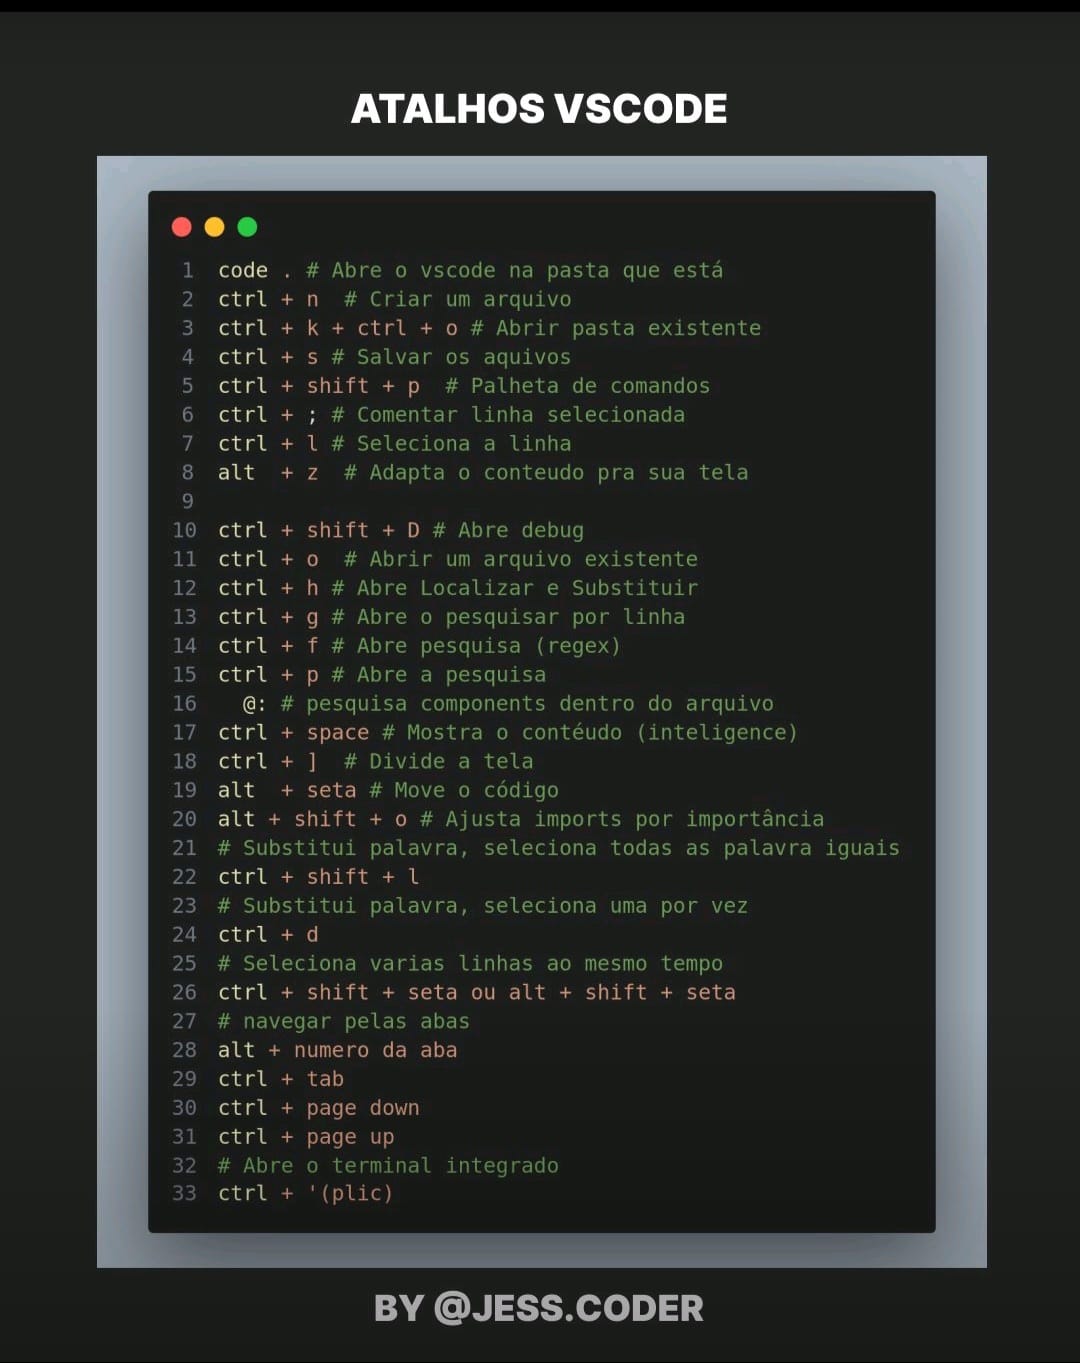 ATALHOS VSCODE
1 code . # Abre o vscode na pasta que está
2 ctrl + n # Criar um arquivo
3 ctrl + k + ctrl + o # Abrir pasta existente
4 ctrl + s # Salvar os aquivos
5 ctrl + shift + p # Palheta de comandos
6 ctrl + ; # Comentar linha selecionada
7 ctrl + l # Seleciona a linha
8 alt + z # Adapta o conteudo pra sua tela
9
10 ctrl + shift + D # Abre debug
11 ctrl + o # Abrir um arquivo existente
12 ctrl + h # Abre Localizar e Substituir
13 ctrl + g # Abre o pesquisar por linha
14 ctrl + f # Abre pesquisa (regex)
15 ctrl + p # Abre a pesquisa
16 @: # pesquisa components dentro do arquivo
17 ctrl + space # Mostra o contéudo (inteligence)
18 ctrl + ] # Divide a tela
19 alt + seta # Move o código
20 alt + shift + o # Ajusta imports por importância
21 # Substitui palavra, seleciona todas as palavra iguais
22 ctrl + shift + l
23 # Substitui palavra, seleciona uma por vez
24 ctrl + d
25 # Seleciona varias linhas ao mesmo tempo
26 ctrl + shift + seta ou alt + shift + seta
27 # navegar pelas abas
28 alt + numero da aba
29 ctrl + tab
30 ctrl + page down
31 ctrl + page up
32 # Abre o terminal integrado
33 ctrl + '(plic)
BY @JESS.CODER